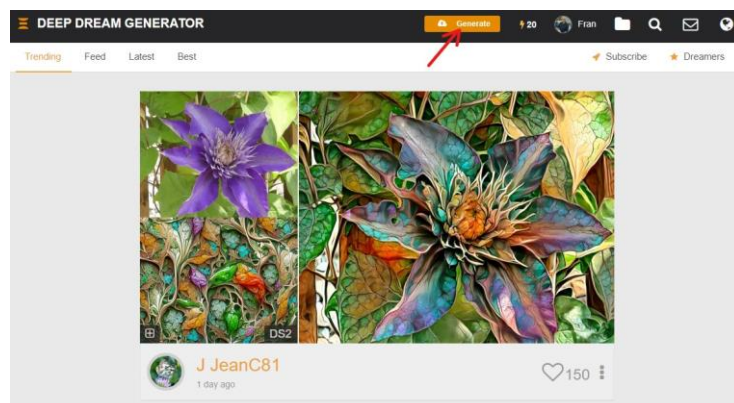 DEEP DREAM GENERATOR Generate 20 Fran
Trending Feed Latest Best Subscribe Dreamers
DS2
J JeanC81
1 day ago
150